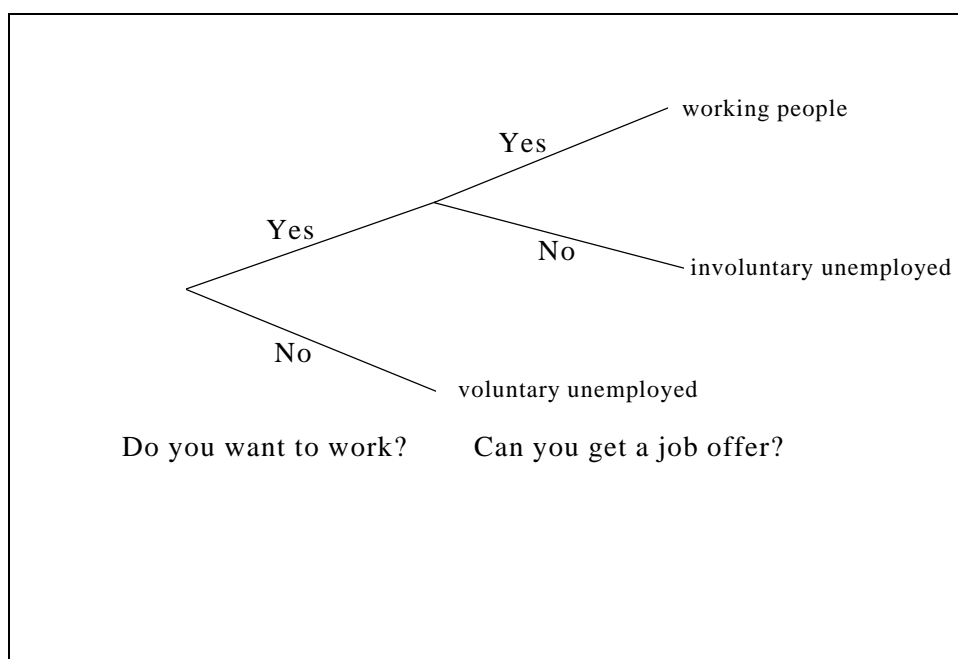 working people
Yes
Yes
No
involuntary unemployed
No
voluntary unemployed
Do you want to work? Can you get a job offer?